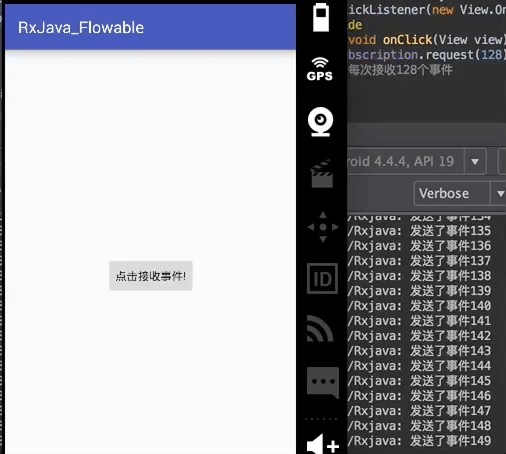 RxJava_Flowable
点击接收事件!
GPS
ID
ickListener(new View.On
de
void onClick(View view)
bscription.request(128)
每次接收128个事件
roid 4.4.4, API 19
Verbose
/Rxjava: 发送了事件134
/Rxjava: 发送了事件135
/Rxjava: 发送了事件136
/Rxjava: 发送了事件137
/Rxjava: 发送了事件138
/Rxjava: 发送了事件139
/Rxjava: 发送了事件140
/Rxjava: 发送了事件141
/Rxjava: 发送了事件142
/Rxjava: 发送了事件143
/Rxjava: 发送了事件144
/Rxjava: 发送了事件145
/Rxjava: 发送了事件146
/Rxjava: 发送了事件147
/Rxjava: 发送了事件148
/Rxjava: 发送了事件149